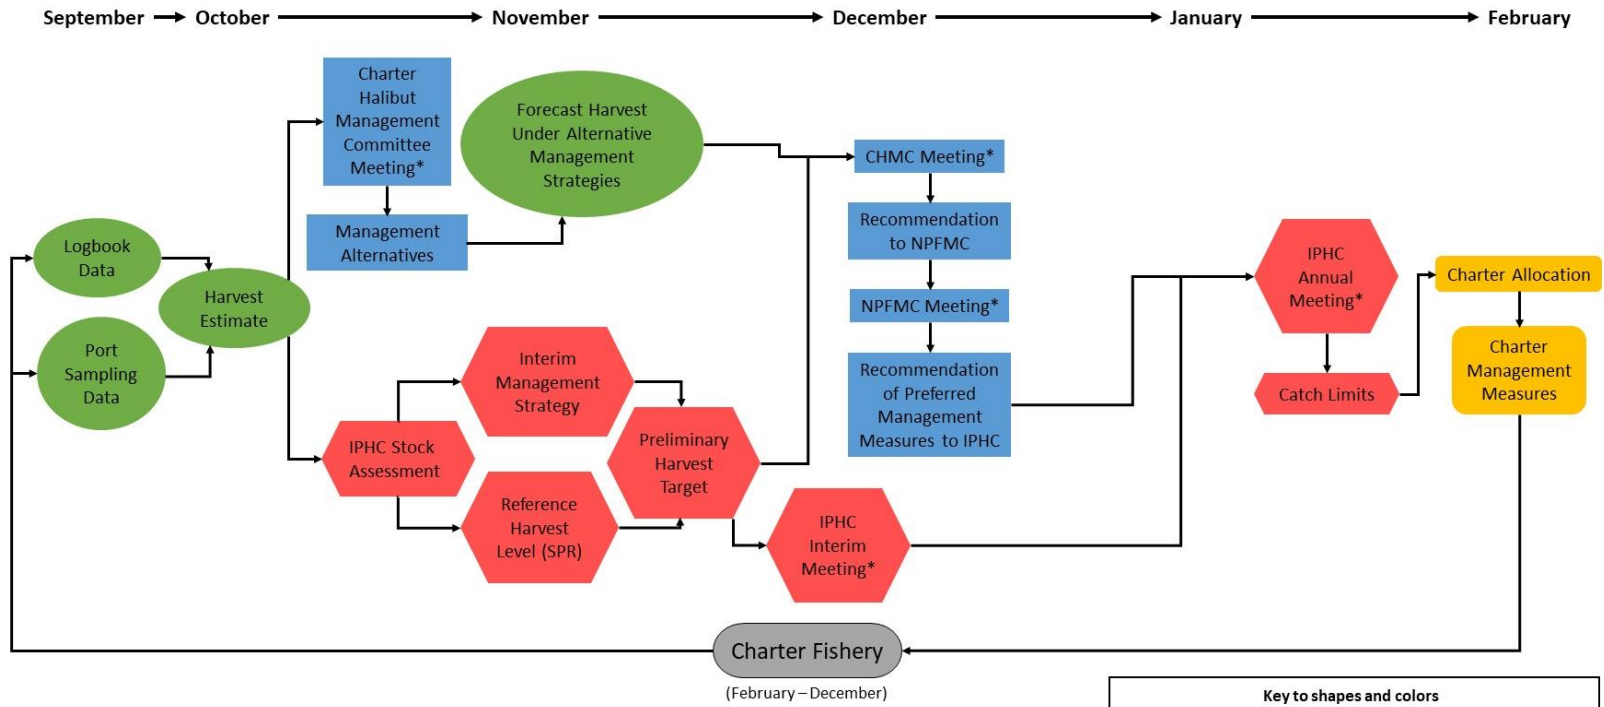 September
October
November
December
January
February
Charter
Halibut
Management
Committee
Meeting*
Management
Alternatives
Forecast Harvest
Under Alternative
Management
Strategies
CHMC Meeting*
Recommendation
to NPFMC
NPFMC Meeting*
Recommendation
of Preferred
Management
Measures to IPHC
Logbook
Data
Harvest
Estimate
Port
Sampling
Data
IPHC Stock
Assessment
Interim
Management
Strategy
Reference
Harvest
Level (SPR)
Preliminary
Harvest
Target
IPHC
Interim
Meeting*
IPHC
Annual
Meeting*
Catch Limits
Charter Allocation
Charter
Management
Measures
Charter Fishery
(February – December)
Key to shapes and colors